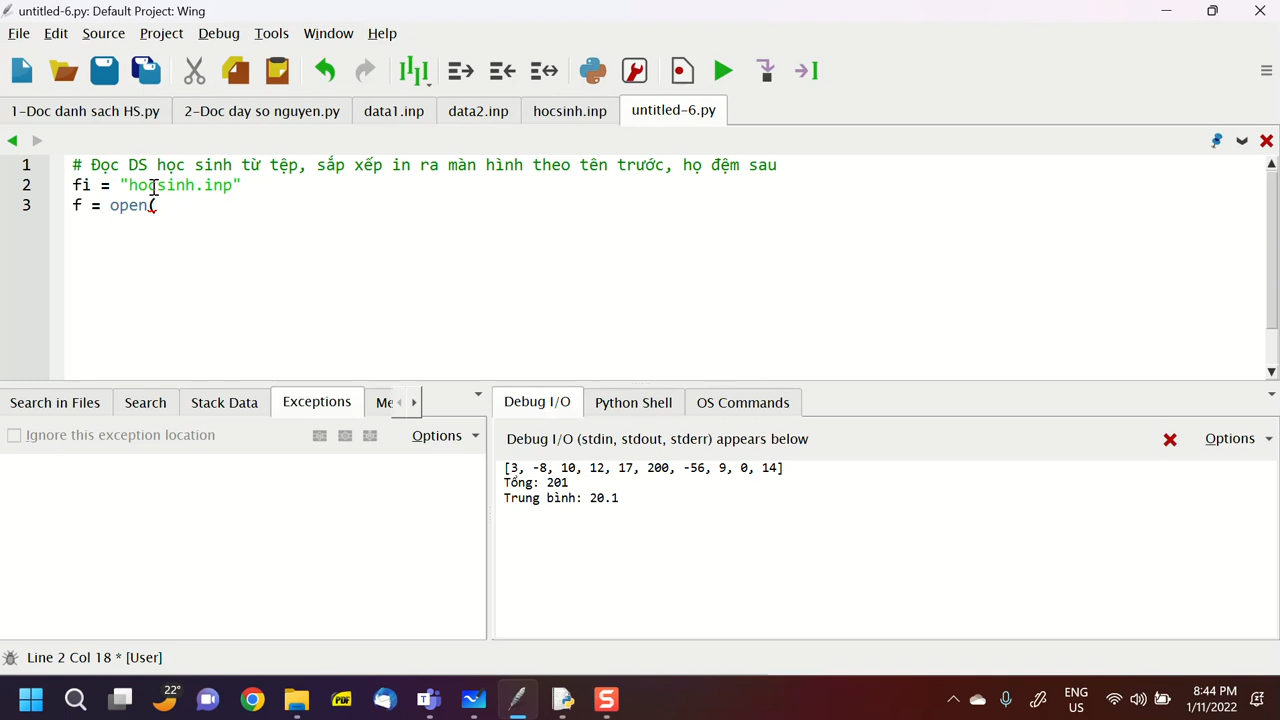 untitled-6.py: Default Project: Wing
File Edit Source Project Debug Tools Window Help
1-Doc danh sach HS.py 2-Doc day so nguyen.py data1.inp data2.inp hocsinh.inp untitled-6.py
1 # Đọc DS học sinh từ tệp, sắp xếp in ra màn hình theo tên trước, họ đệm sau
2 fi = "hocsinh.inp"
3 f = open(
Search in Files Search Stack Data Exceptions Me Debug I/O Python Shell OS Commands
Ignore this exception location Options Debug I/O (stdin, stdout, stderr) appears below Options
[3, -8, 10, 12, 17, 200, -56, 9, 0, 14]
Tổng: 201
Trung bình: 20.1
Line 2 Col 18 * [User]
22° PDF T S ENG US 8:44 PM 1/11/2022